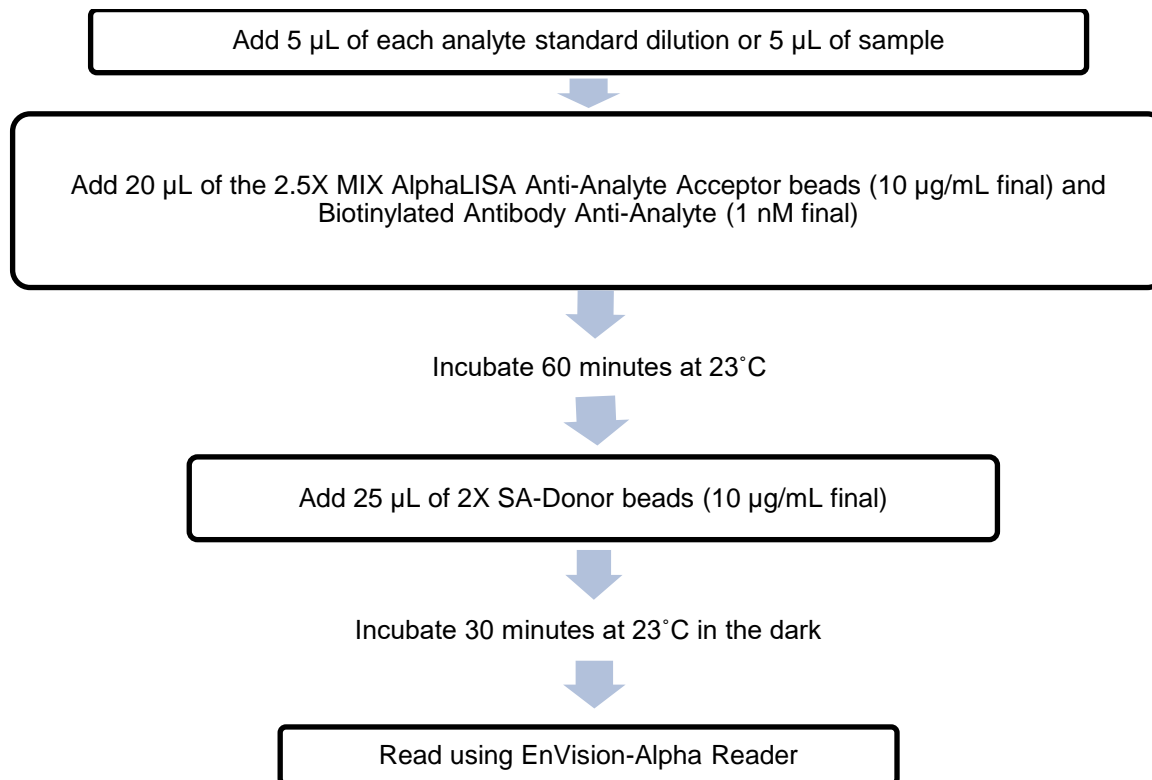 Add 5 µL of each analyte standard dilution or 5 µL of sample
Add 20 µL of the 2.5X MIX AlphaLISA Anti-Analyte Acceptor beads (10 µg/mL final) and
Biotinylated Antibody Anti-Analyte (1 nM final)
Incubate 60 minutes at 23˚C
Add 25 µL of 2X SA-Donor beads (10 µg/mL final)
Incubate 30 minutes at 23˚C in the dark
Read using EnVision-Alpha Reader